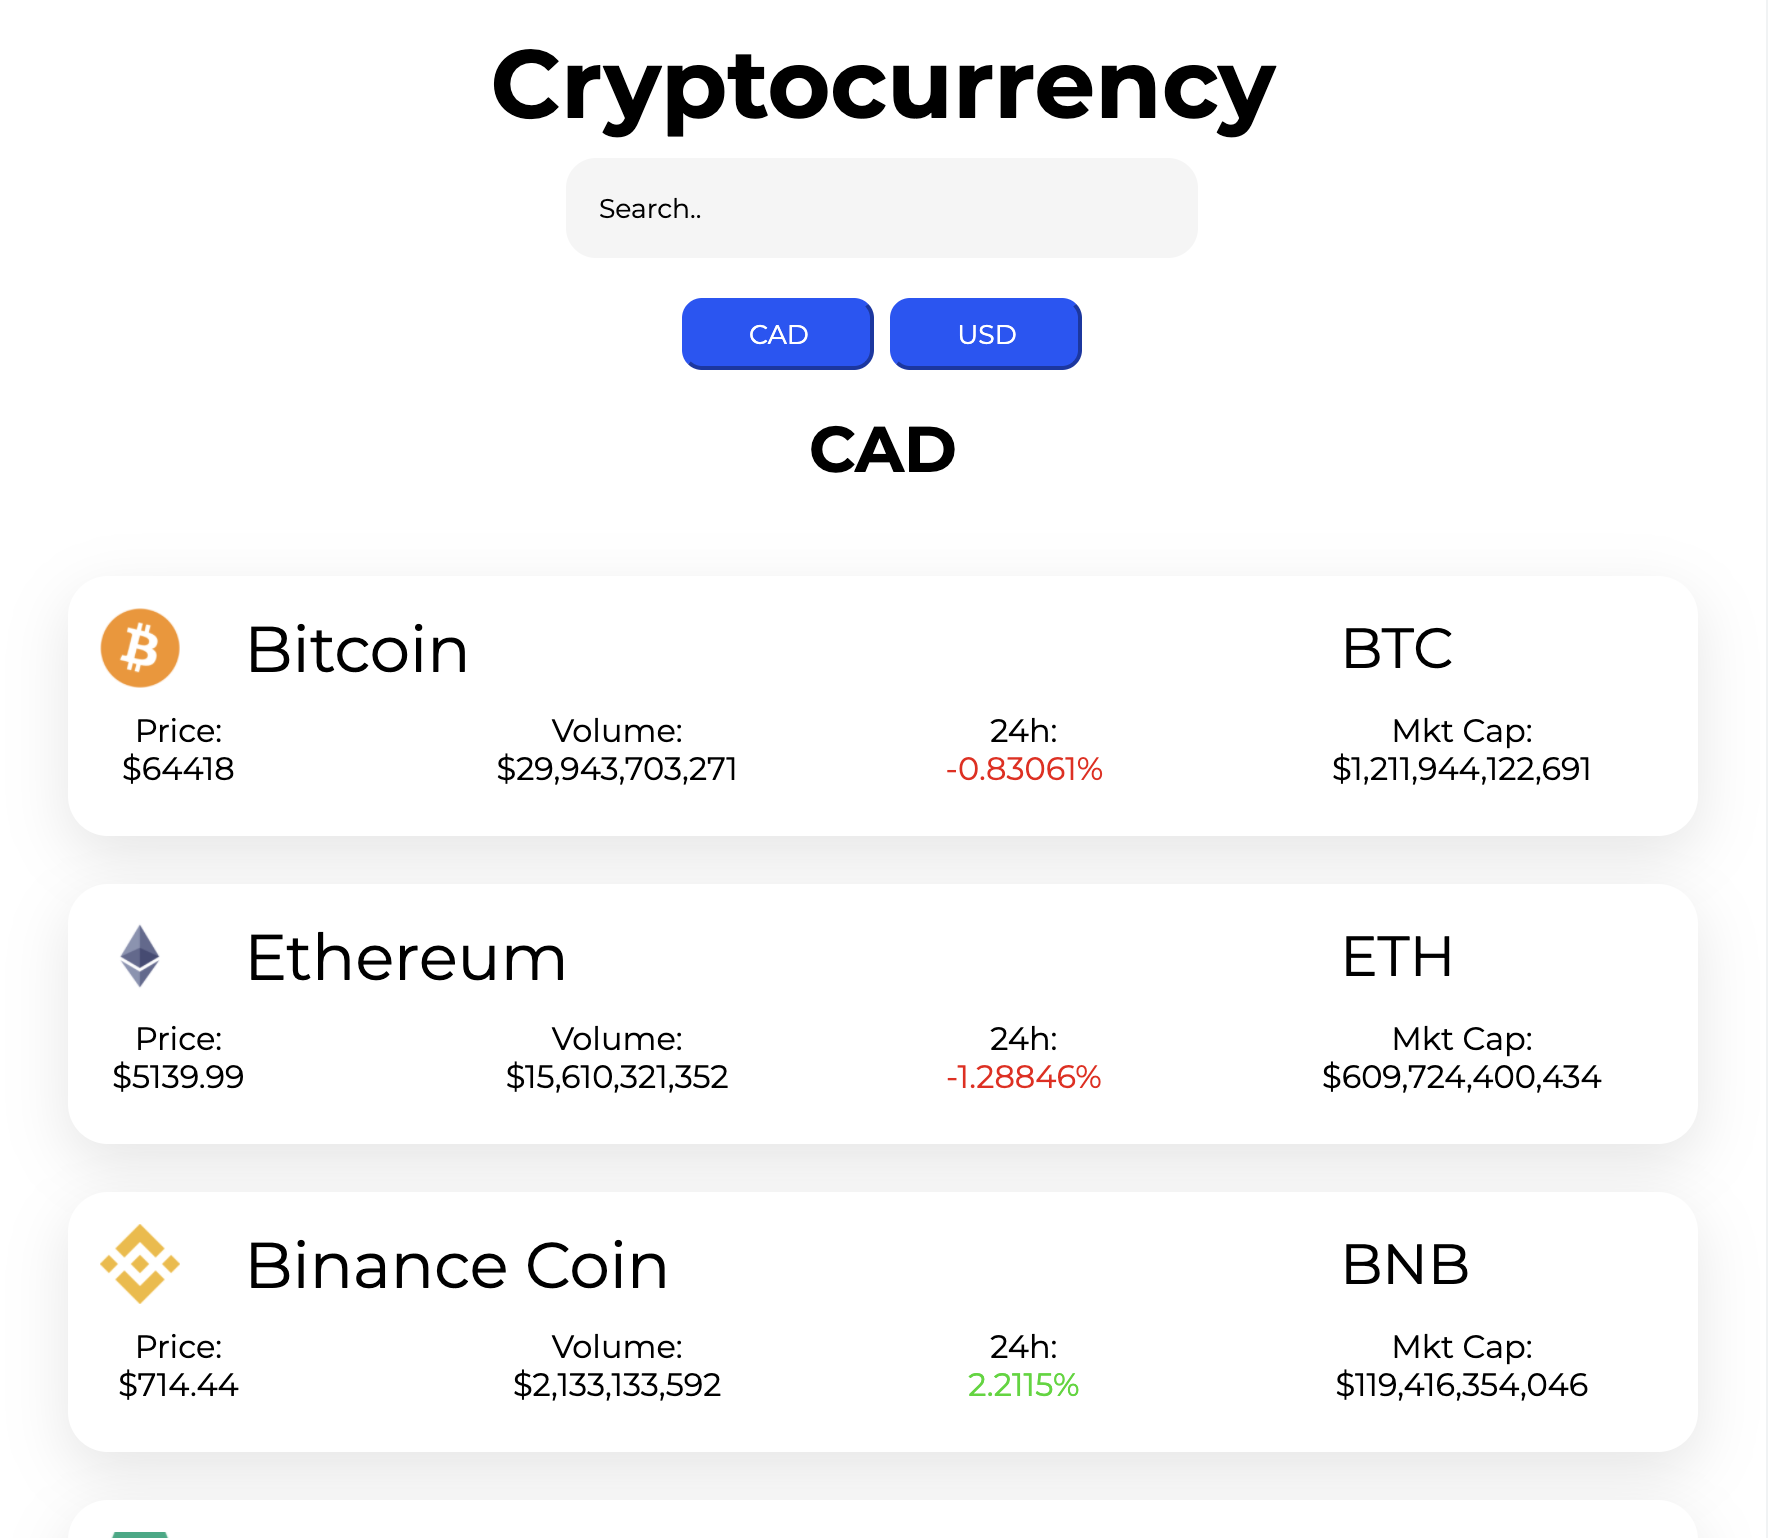 Cryptocurrency
Search..
CAD USD
CAD
Bitcoin BTC
Price: Volume: 24h: Mkt Cap:
$64418 $29,943,703,271 -0.83061% $1,211,944,122,691
Ethereum ETH
Price: Volume: 24h: Mkt Cap:
$5139.99 $15,610,321,352 -1.28846% $609,724,400,434
Binance Coin BNB
Price: Volume: 24h: Mkt Cap:
$714.44 $2,133,133,592 2.2115% $119,416,354,046